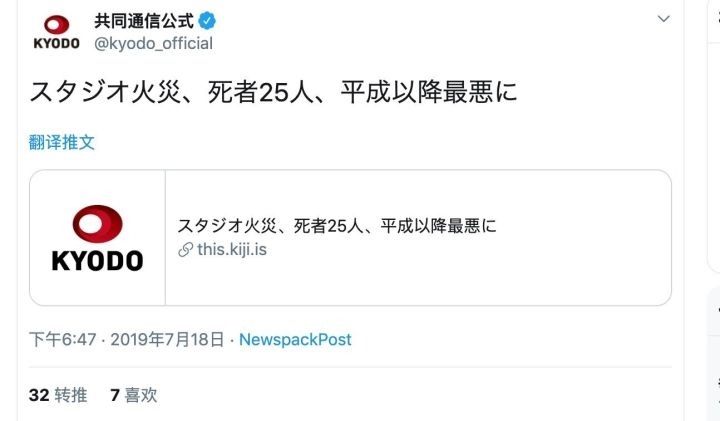 共同通信公式
KYODO
@kyodo_official
スタジオ火災、死者25人、平成以降最悪に
翻译推文
スタジオ火災、死者25人、平成以降最悪に
this.kiji.is
KYODO
下午6:47 · 2019年7月18日 · NewspackPost
32 转推 7 喜欢